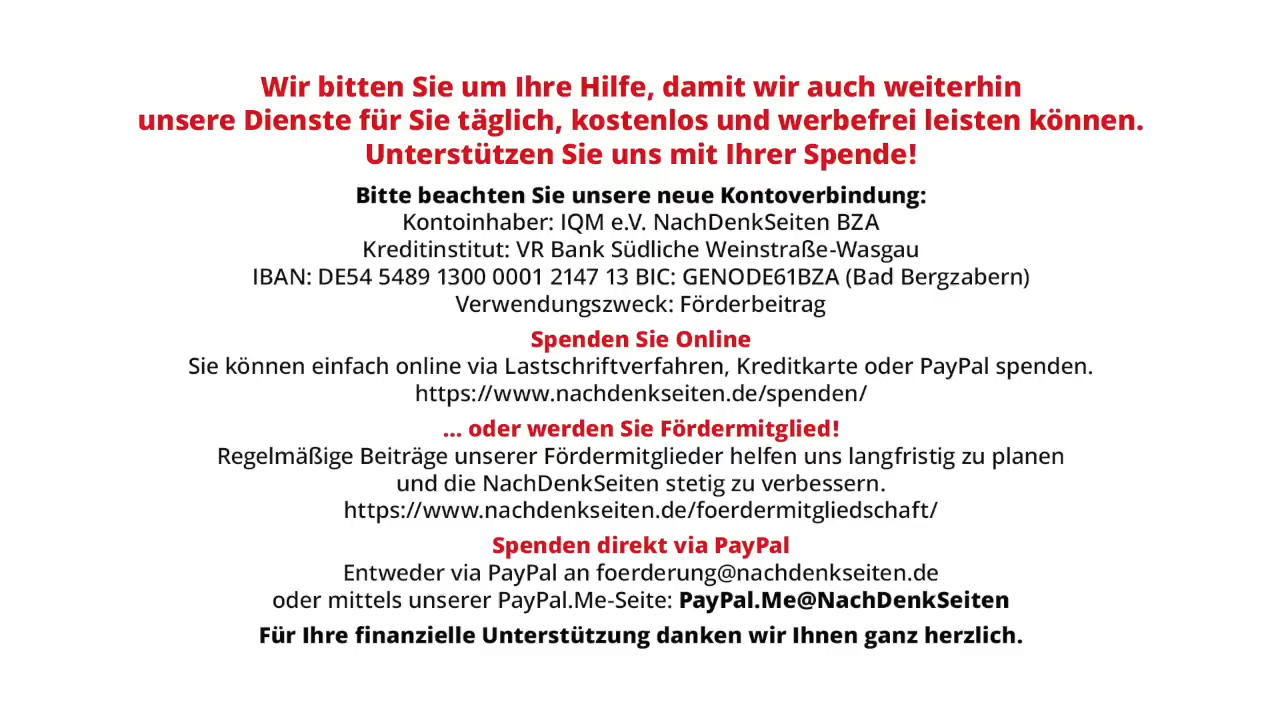 Wir bitten Sie um Ihre Hilfe, damit wir auch weiterhin
unsere Dienste für Sie täglich, kostenlos und werbefrei leisten können.
Unterstützen Sie uns mit Ihrer Spende!
Bitte beachten Sie unsere neue Kontoverbindung:
Kontoinhaber: IQM e.V. NachDenkSeiten BZA
Kreditinstitut: VR Bank Südliche Weinstraße-Wasgau
IBAN: DE54 5489 1300 0001 2147 13 BIC: GENODE61BZA (Bad Bergzabern)
Verwendungszweck: Förderbeitrag
Spenden Sie Online
Sie können einfach online via Lastschriftverfahren, Kreditkarte oder PayPal spenden.
https://www.nachdenkseiten.de/spenden/
... oder werden Sie Fördermitglied!
Regelmäßige Beiträge unserer Fördermitglieder helfen uns langfristig zu planen
und die NachDenkSeiten stetig zu verbessern.
https://www.nachdenkseiten.de/foerdermitgliedschaft/
Spenden direkt via PayPal
Entweder via PayPal an foerderung@nachdenkseiten.de
oder mittels unserer PayPal.Me-Seite: PayPal.Me@NachDenkSeiten
Für Ihre finanzielle Unterstützung danken wir Ihnen ganz herzlich.